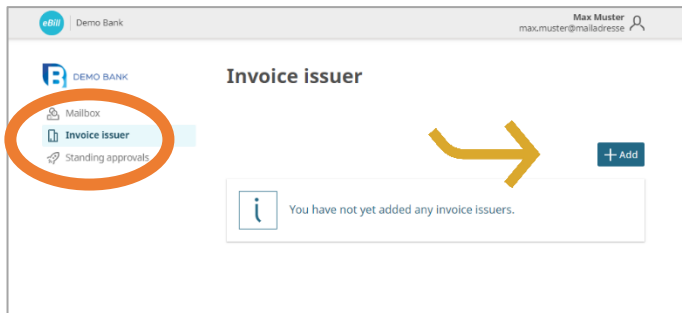 eBill Demo Bank
Max Muster
max.muster@mailadresse
DEMO BANK
Invoice issuer
Mailbox
Invoice issuer
Standing approvals
+ Add
You have not yet added any invoice issuers.